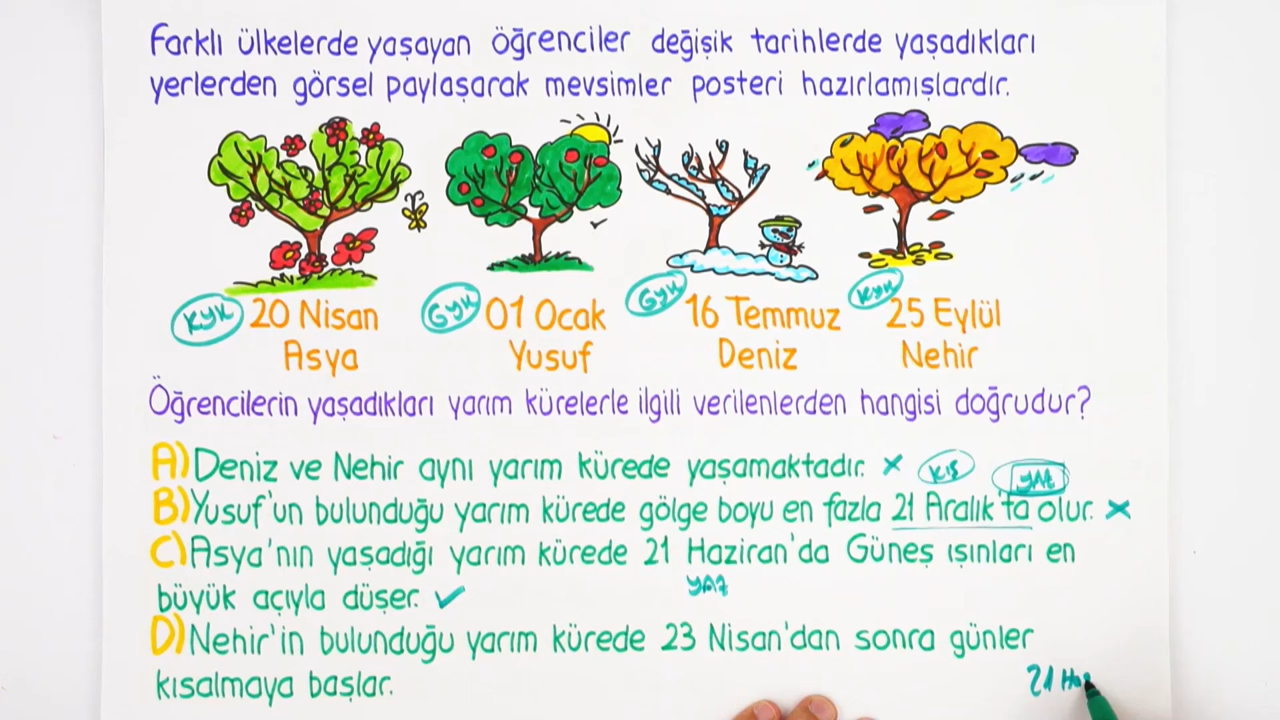 Farklı ülkelerde yaşayan öğrenciler değişik tarihlerde yaşadıkları
yerlerden görsel paylaşarak mevsimler posteri hazırlamışlardır.
KYK 20 Nisan GYK 01 Ocak GYK 16 Temmuz KYK 25 Eylül
Asya Yusuf Deniz Nehir
Öğrencilerin yaşadıkları yarım kürelerle ilgili verilenlerden hangisi doğrudur?
A) Deniz ve Nehir aynı yarım kürede yaşamaktadır. x KIŞ YAZ
B) Yusuf'un bulunduğu yarım kürede gölge boyu en fazla 21 Aralık'ta olur. x
C) Asya'nın yaşadığı yarım kürede 21 Haziran'da Güneş ışınları en
YAZ
büyük açıyla düşer. ✓
D) Nehir'in bulunduğu yarım kürede 23 Nisan'dan sonra günler
kısalmaya başlar.
21 Ha